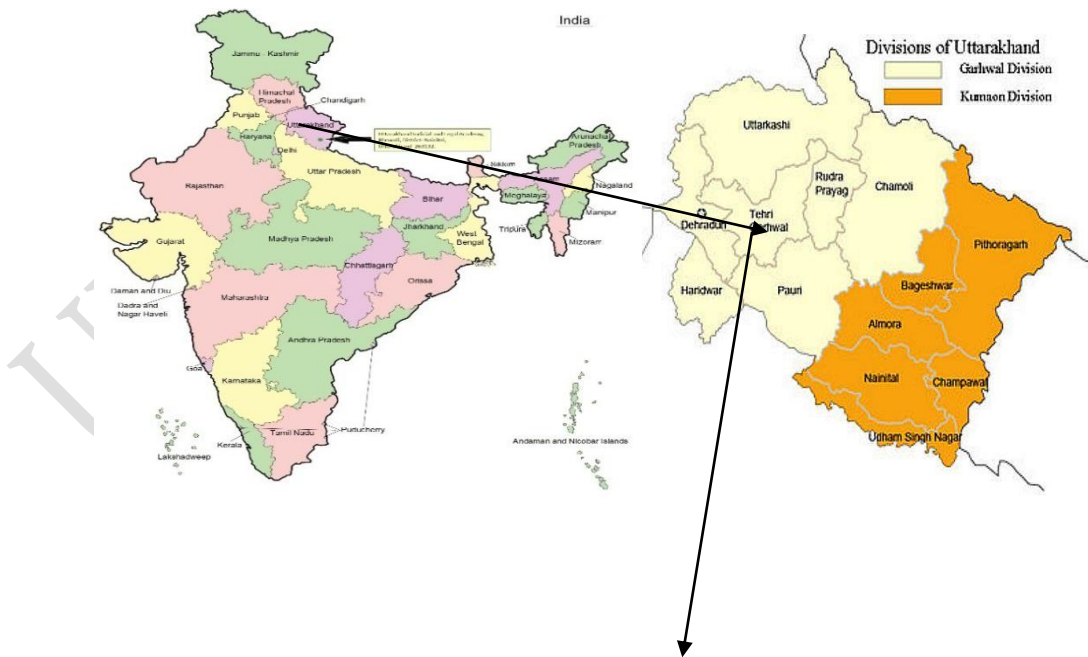 India
Jammu - Kashmir
Himachal
Pradesh
Chandigarh
Punjab
Uttarakhand
Haryana
Delhi
Arunachal
Pradesh
Sikkim
Uttar Pradesh
Rajasthan
Assam
Nagaland
Meghalaya
Bihar
Manipur
Tripura
Mizoram
Jharkhand
West
Bengal
Gujarat
Madhya Pradesh
Chhattisgarh
Orissa
Daman and Diu
Dadra and
Nagar Haveli
Maharashtra
Andhra Pradesh
Goa
Karnataka
Puducherry
Tamil Nadu
Kerala
Lakshadweep
Andaman and Nicobar Islands
Divisions of Uttarakhand
Garhwal Division
Kumaon Division
Uttarkashi
Rudra
Prayag
Chamoli
Tehri
Dehradun
Pithoragarh
Haridwar
Pauri
Bageshwar
Almora
Nainital
Champawat
Udham Singh Nagar